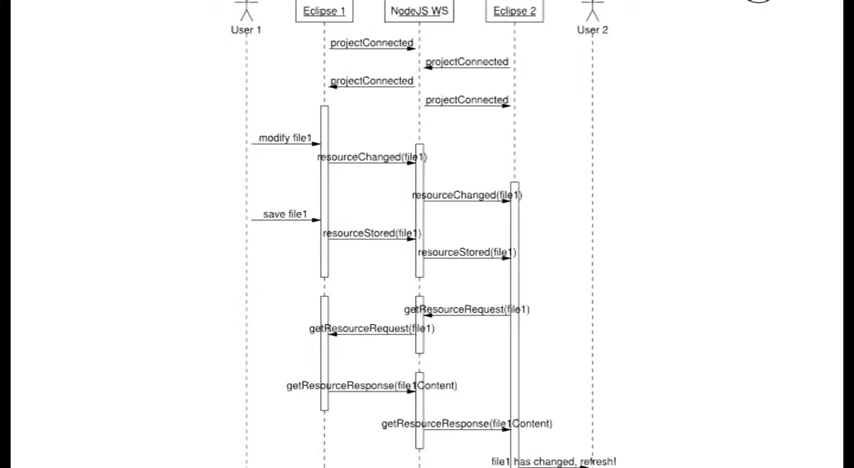 Eclipse 1
NodeJS WS
Eclipse 2
User 1
User 2
projectConnected
projectConnected
projectConnected
projectConnected
modify file1
resourceChanged(file1)
resourceChanged(file1)
save file1
resourceStored(file1)
resourceStored(file1)
getResourceRequest(file1)
getResourceRequest(file1)
getResourceResponse(file1Content)
getResourceResponse(file1Content)
file1 has changed, refresh!